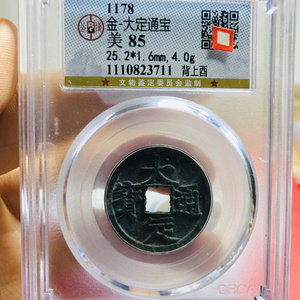 1178
金-大定通宝
美 85
25.2*1.6mm,4.0g
1110823711 背上酉
★ 文物鉴定委员会监制 ★
大定通寳